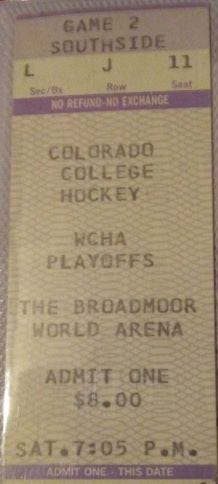 GAME 2
SOUTHSIDE
L J 11
Sec/Bx Row Seat
NO REFUND-NO EXCHANGE
COLORADO
COLLEGE
HOCKEY
WCHA
PLAYOFFS
THE BROADMOOR
WORLD ARENA
ADMIT ONE
$8.00
SAT.7:05 P.M.
ADMIT ONE - THIS DATE